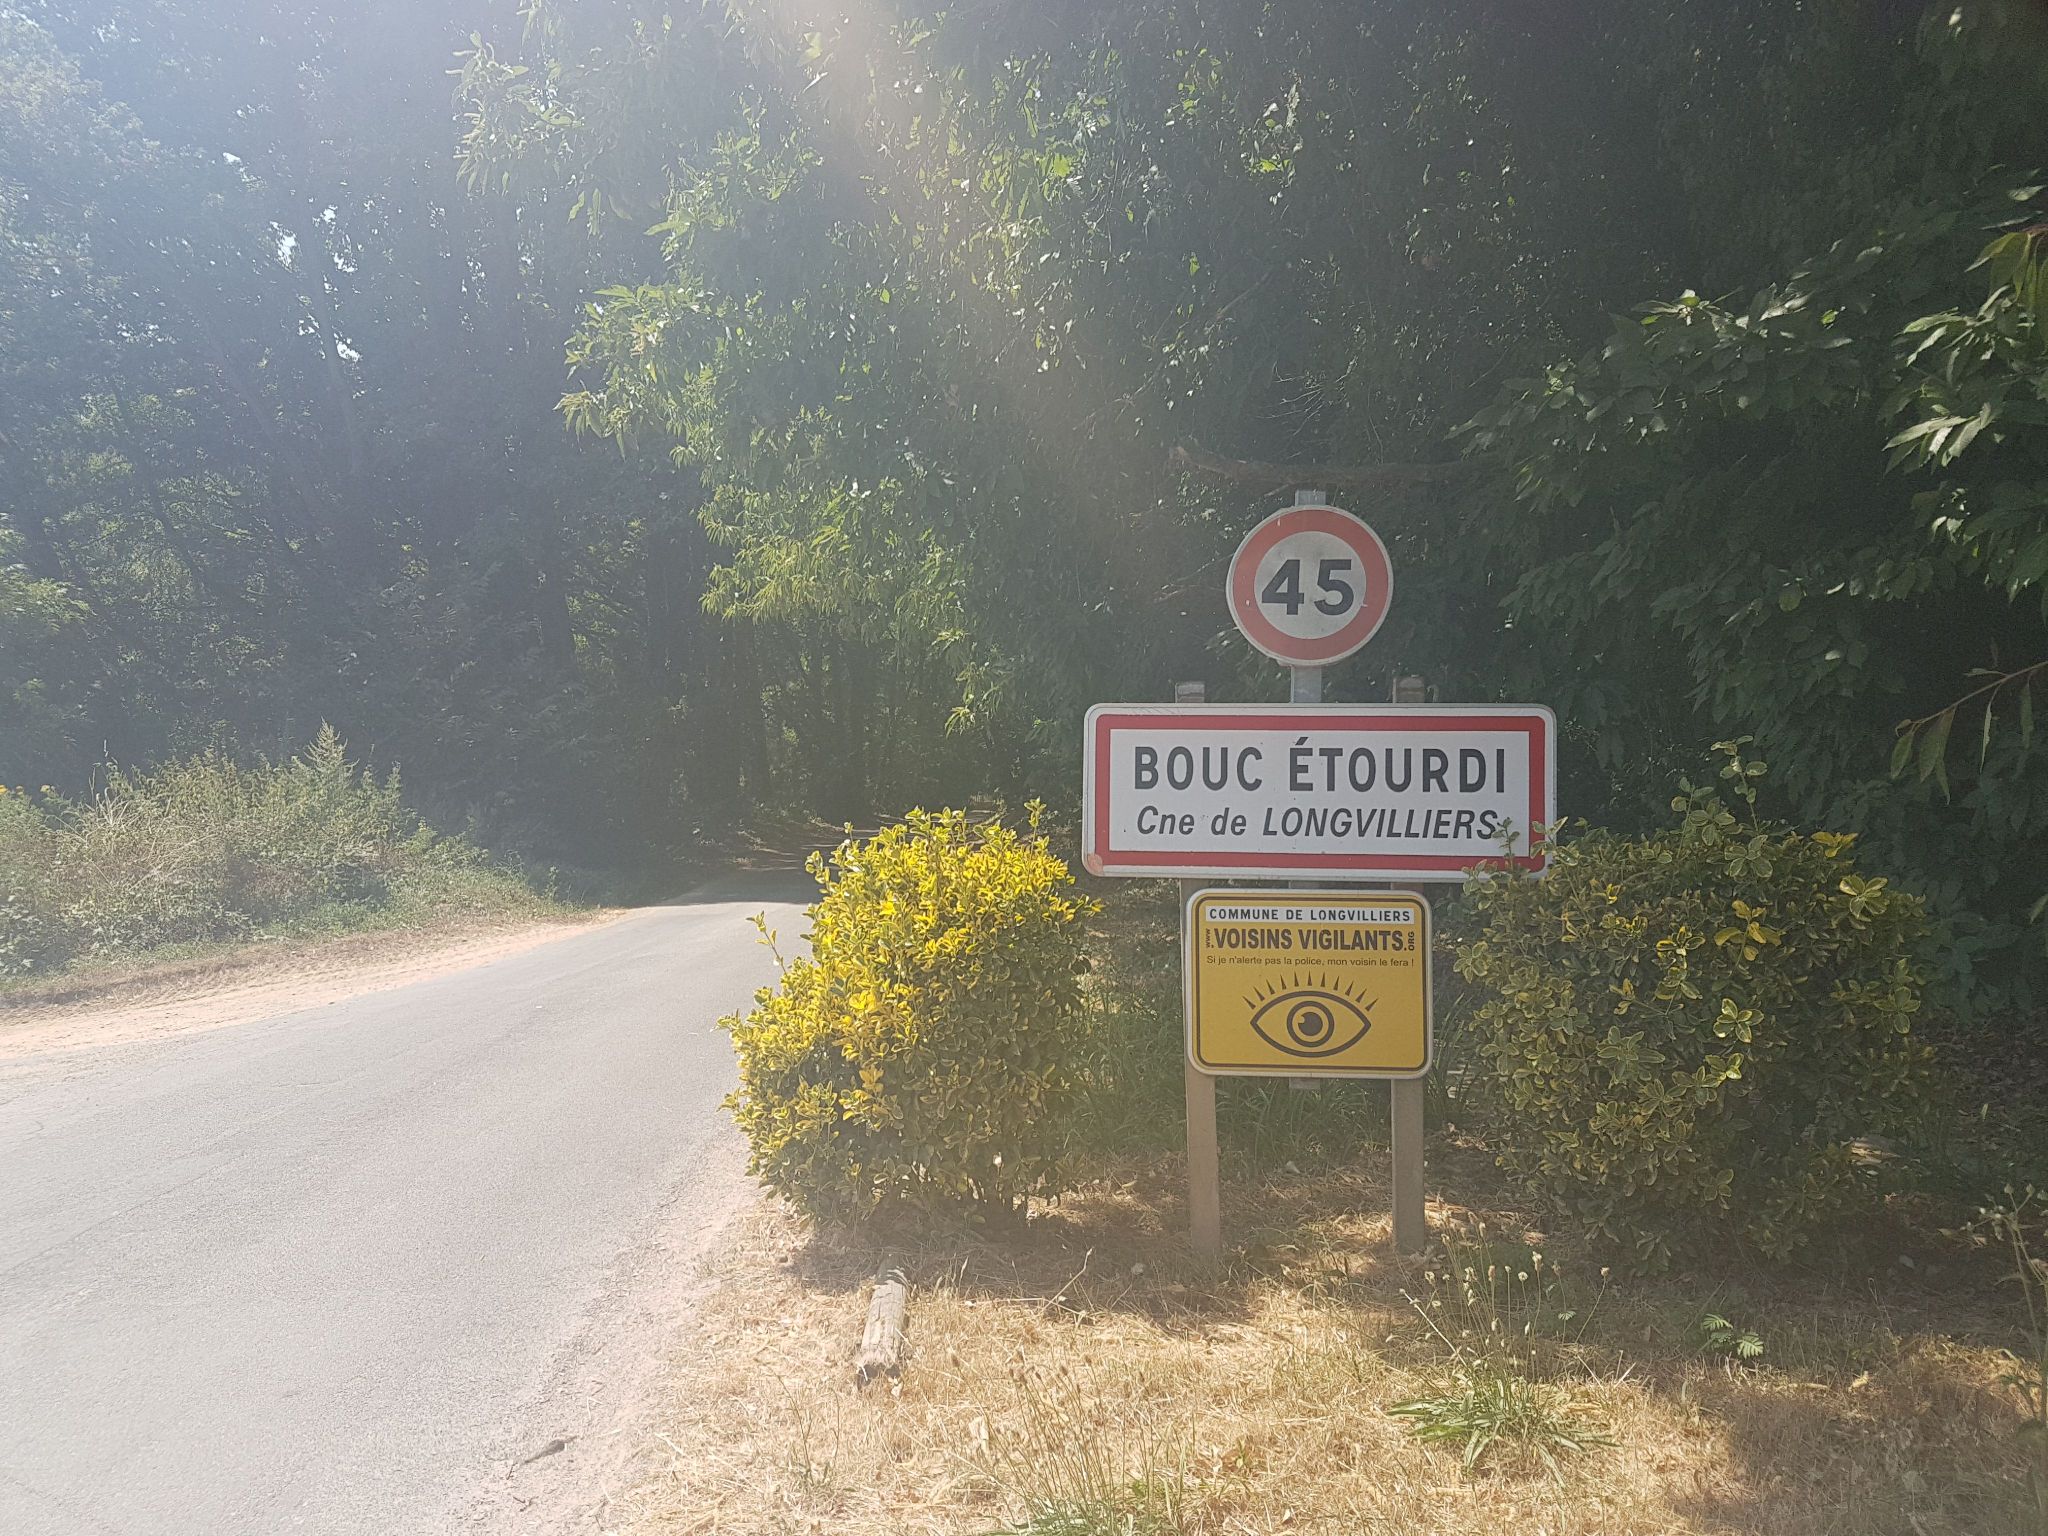 45
BOUC ÉTOURDI
Cne de LONGVILLIERS
COMMUNE DE LONGVILLIERS
www. VOISINS VIGILANTS.ORG
Si je n'alerte pas la police, mon voisin le fera !